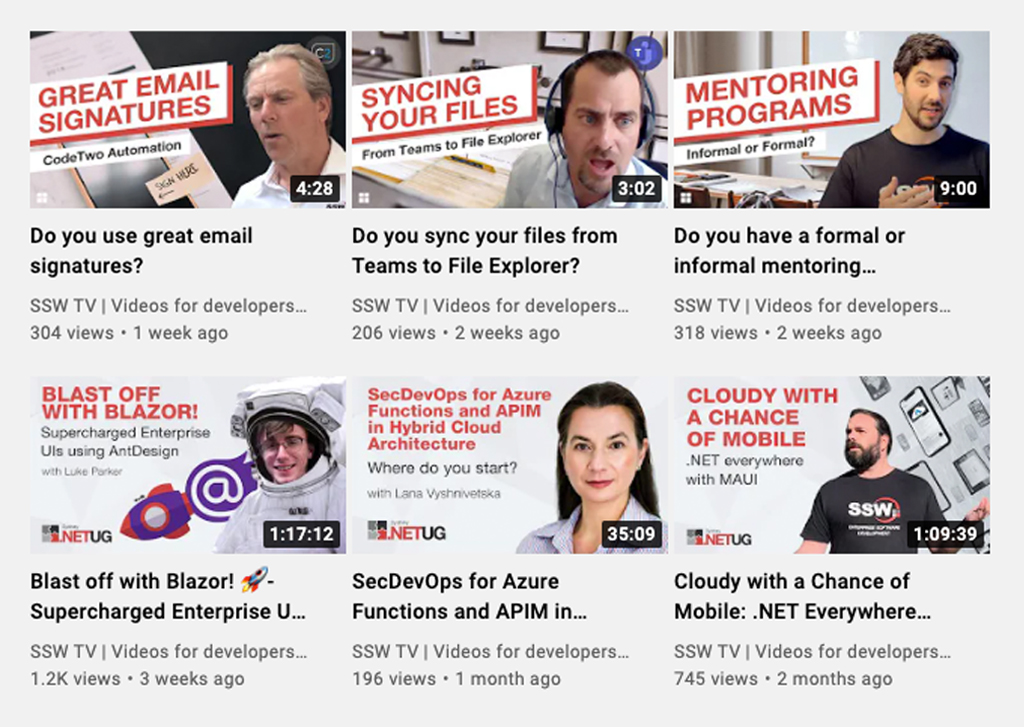 GREAT EMAIL
SIGNATURES
CodeTwo Automation
SIGN HERE
4:28
SYNCING
YOUR FILES
From Teams to File Explorer
T
3:02
MENTORING
PROGRAMS
Informal or Formal?
9:00
Do you use great email
signatures?
SSW TV | Videos for developers…
304 views • 1 week ago
Do you sync your files from
Teams to File Explorer?
SSW TV | Videos for developers…
206 views • 2 weeks ago
Do you have a formal or
informal mentoring…
SSW TV | Videos for developers…
318 views • 2 weeks ago
BLAST OFF
WITH BLAZOR!
Supercharged Enterprise
UIs using AntDesign
with Luke Parker
@
Sydney
.NETUG
1:17:12
SecDevOps for Azure
Functions and APIM
in Hybrid Cloud
Architecture
Where do you start?
with Lana Vyshnivetska
Sydney
.NETUG
35:09
CLOUDY WITH
A CHANCE
OF MOBILE
.NET everywhere
with MAUI
SSW
ENTERPRISE SOFTWARE
DEVELOPMENT
Sydney
.NETUG
1:09:39
Blast off with Blazor! 🚀-
Supercharged Enterprise U…
SSW TV | Videos for developers…
1.2K views • 3 weeks ago
SecDevOps for Azure
Functions and APIM in…
SSW TV | Videos for developers…
196 views • 1 month ago
Cloudy with a Chance of
Mobile: .NET Everywhere…
SSW TV | Videos for developers…
745 views • 2 months ago